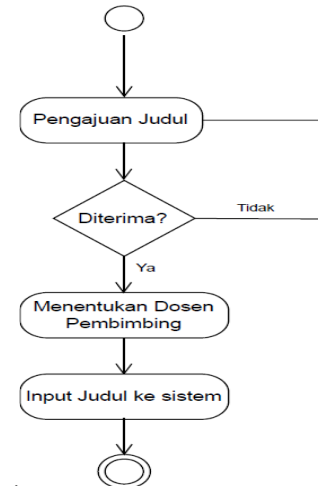 Pengajuan Judul
Diterima?
Tidak
Ya
Menentukan Dosen
Pembimbing
Input Judul ke sistem